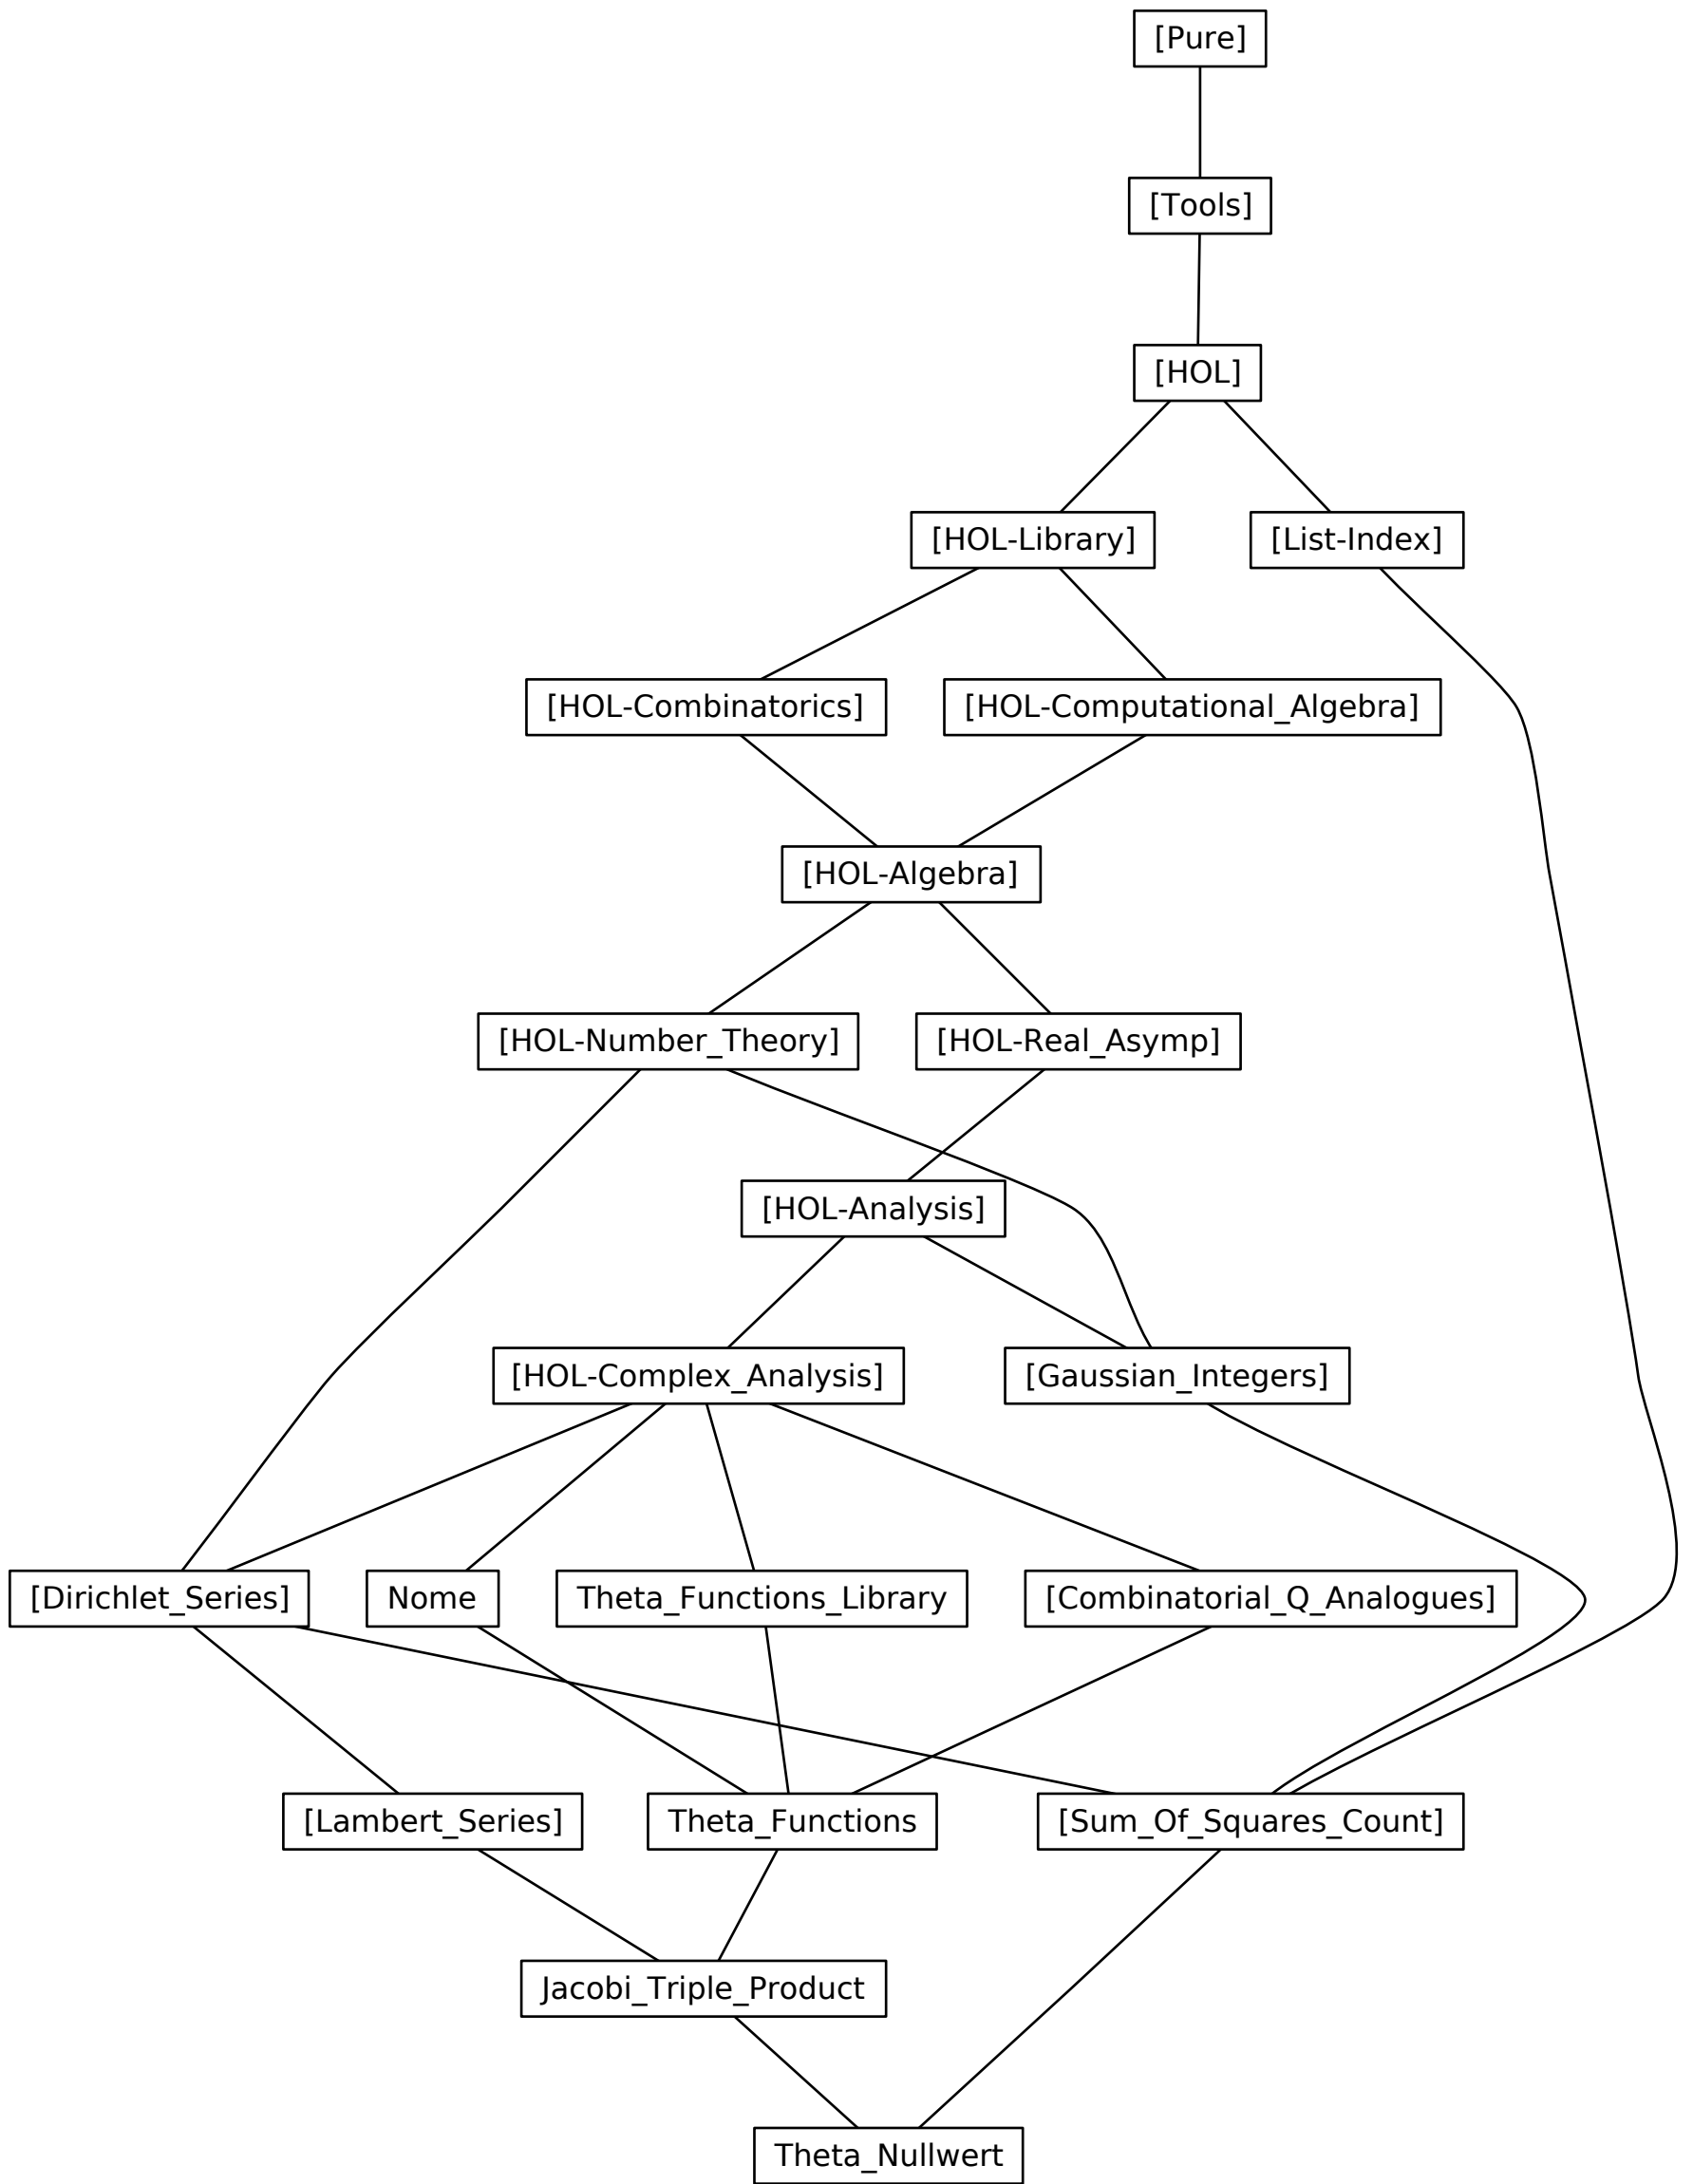 [Pure]
[Tools]
[HOL]
[HOL-Library]
[List-Index]
[HOL-Combinatorics]
[HOL-Computational_Algebra]
[HOL-Algebra]
[HOL-Number_Theory]
[HOL-Real_Asymp]
[HOL-Analysis]
[HOL-Complex_Analysis]
[Gaussian_Integers]
[Dirichlet_Series]
Nome
Theta_Functions_Library
[Combinatorial_Q_Analogues]
[Lambert_Series]
Theta_Functions
[Sum_Of_Squares_Count]
Jacobi_Triple_Product
Theta_Nullwert